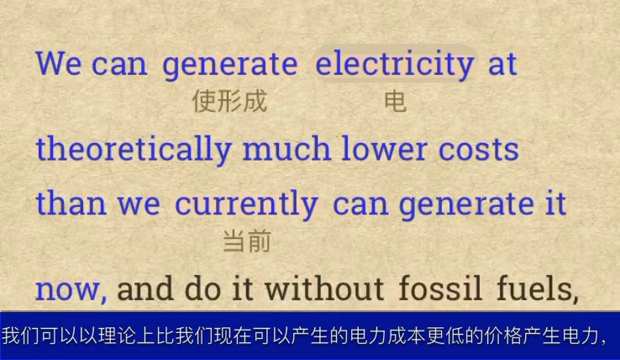 We can generate electricity at
使形成 电
theoretically much lower costs
than we currently can generate it
当前
now, and do it without fossil fuels,
我们可以以理论上比我们现在可以产生的电力成本更低的价格产生电力，